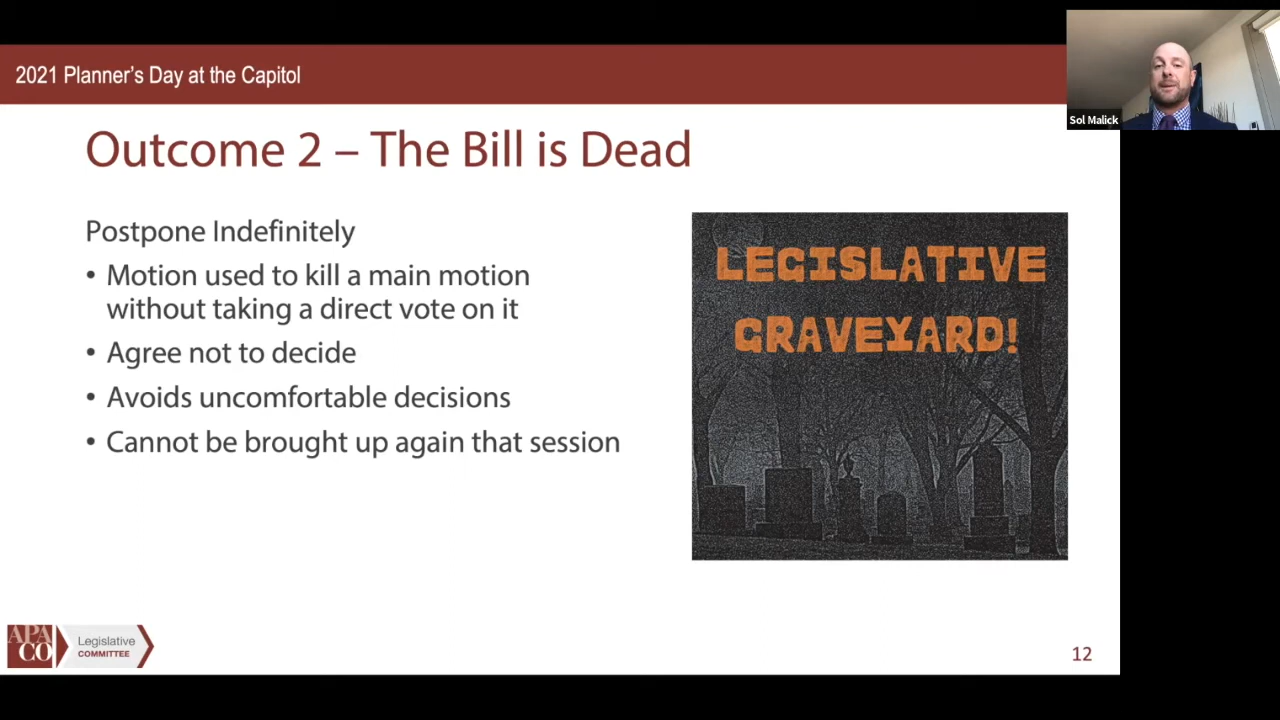 2021 Planner's Day at the Capitol
Sol Malick
Outcome 2 – The Bill is Dead
Postpone Indefinitely
• Motion used to kill a main motion
without taking a direct vote on it
• Agree not to decide
• Avoids uncomfortable decisions
• Cannot be brought up again that session
LEGISLATIVE
GRAVEYARD!
APA
CO
Legislative
COMMITTEE
12